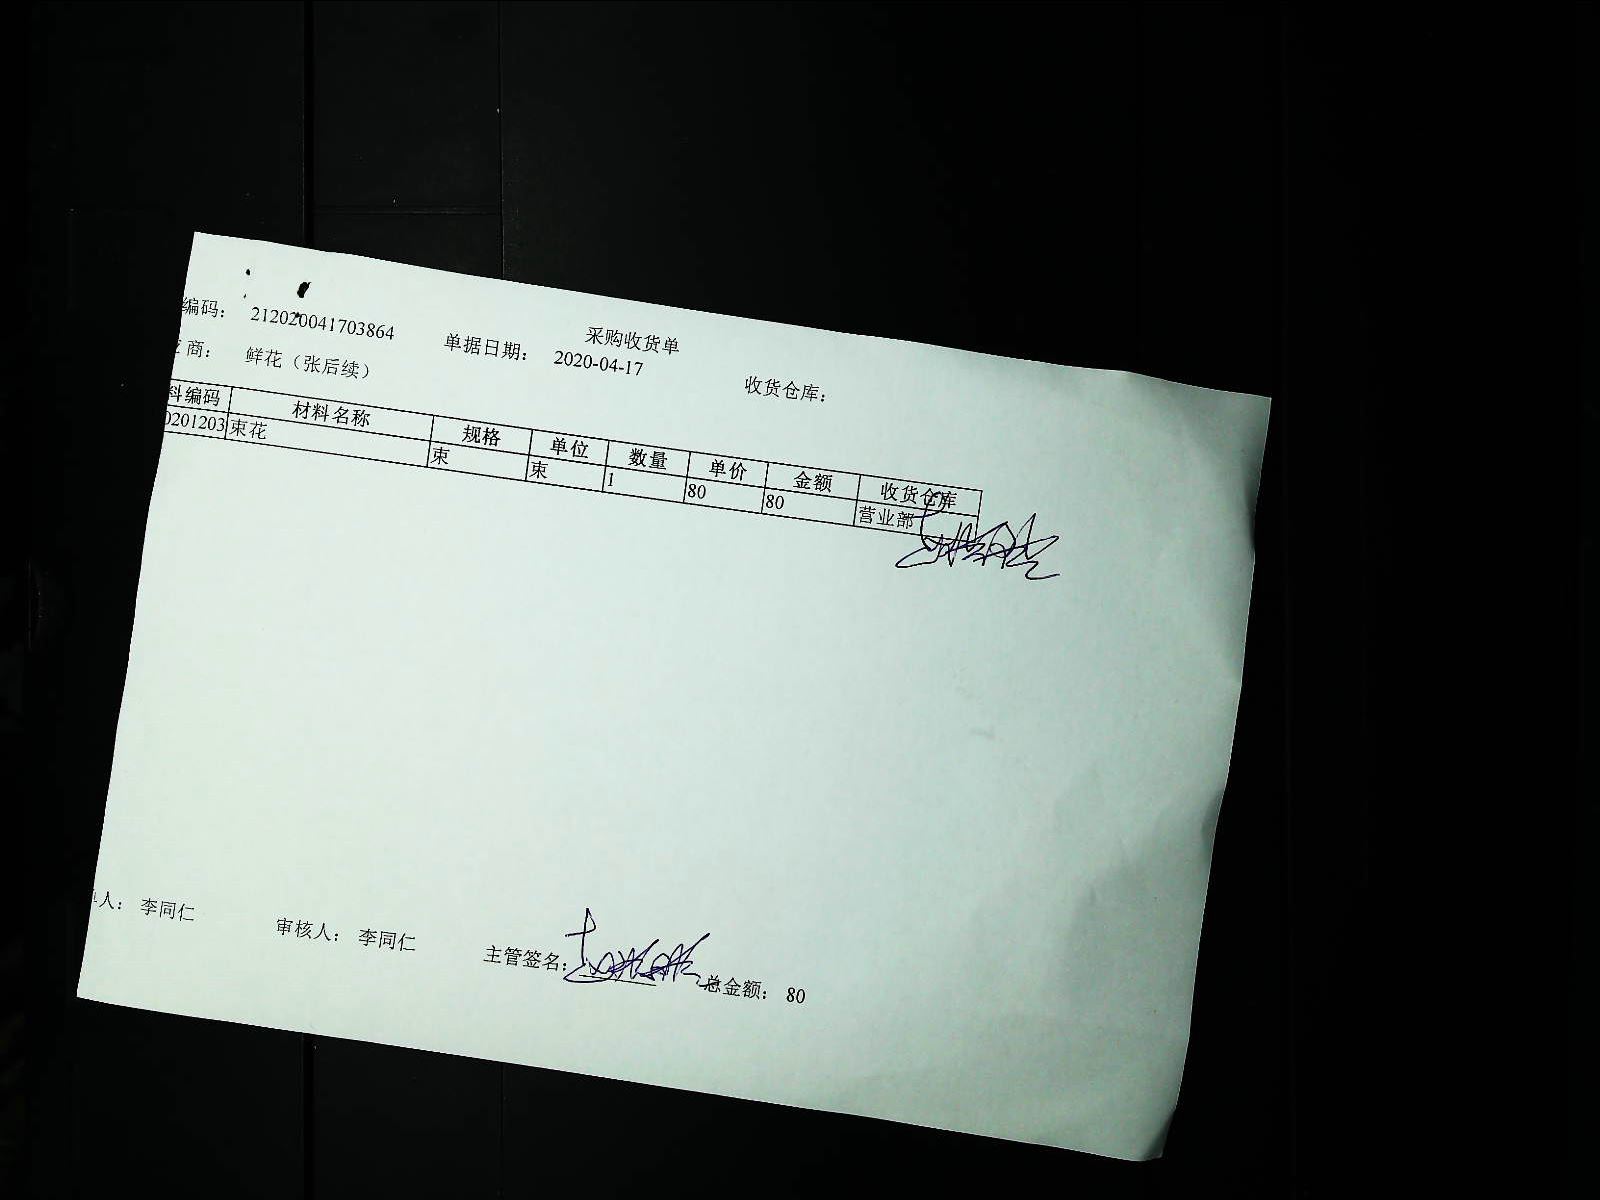 采购收货单
编码： 212020041703864 单据日期： 2020-04-17 收货仓库：
商： 鲜花（张后续）
料编码 材料名称 规格 单位 数量 单价 金额 收货仓库
0201203 束花 束 束 1 80 80 营业部
人： 李同仁 审核人： 李同仁 主管签名： 总金额： 80